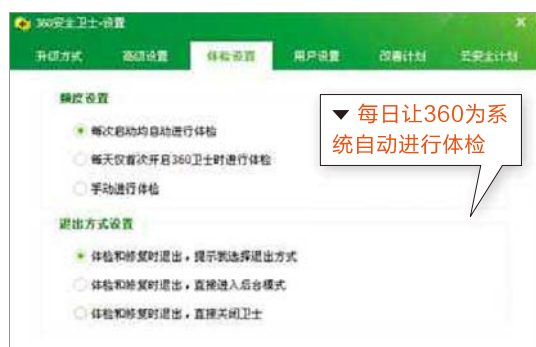 360安全卫士-设置
升级方式 高级设置 体检设置 用户设置 改善计划 云安全计划
频度设置
每次启动均自动进行体检
每天仅首次开启360卫士时进行体检
手动进行体检
▼ 每日让360为系
统自动进行体检
退出方式设置
体检和修复时退出，提示我选择退出方式
体检和修复时退出，直接进入后台模式
体检和修复时退出，直接关闭卫士